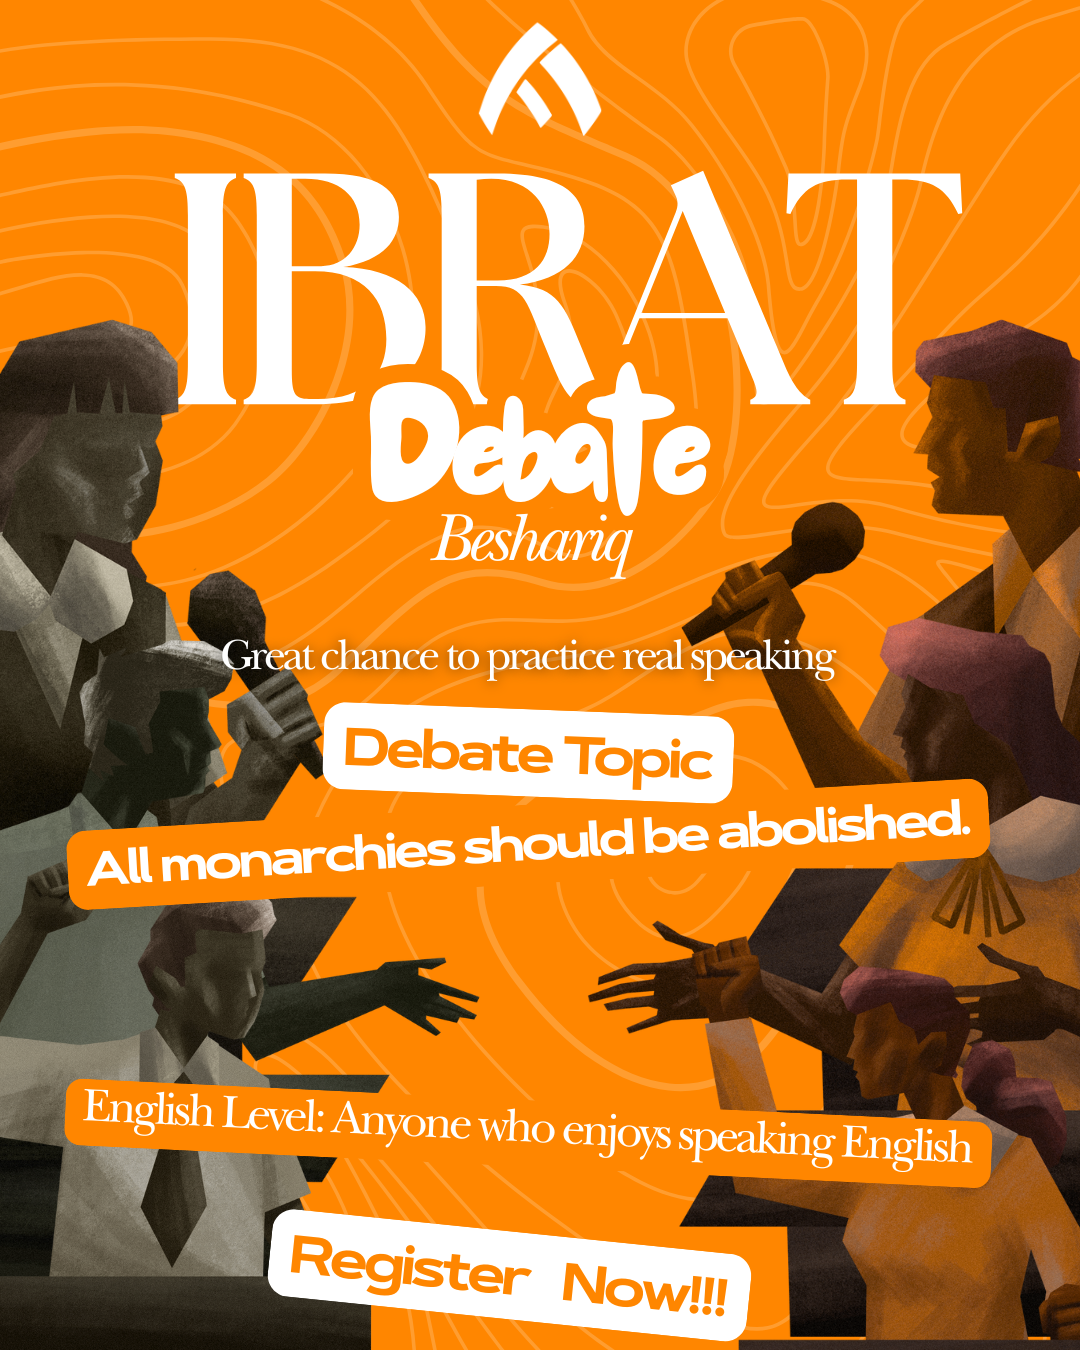 IBRAT
Debate
Beshariq
Great chance to practice real speaking
Debate Topic
All monarchies should be abolished.
English Level: Anyone who enjoys speaking English
Register Now!!!